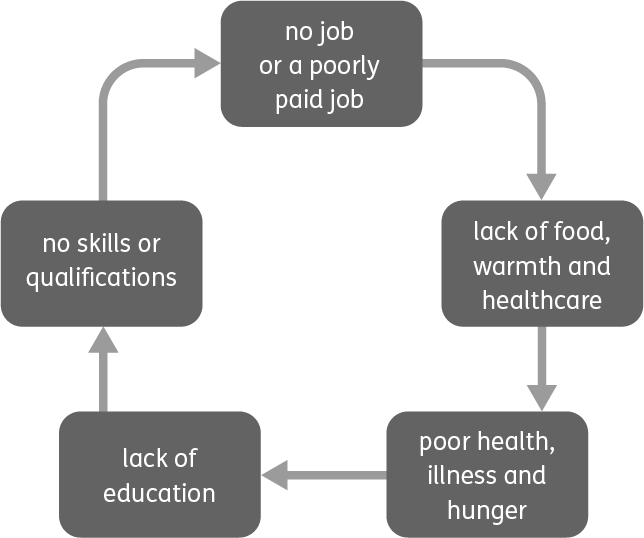 no job
or a poorly
paid job
lack of food,
warmth and
healthcare
poor health,
illness and
hunger
lack of
education
no skills or
qualifications